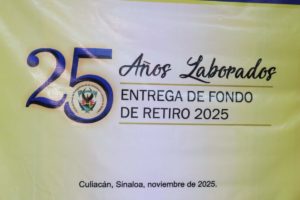 25 Años Laborados
ENTREGA DE FONDO
DE RETIRO 2025
Culiacán, Sinaloa, noviembre de 2025.